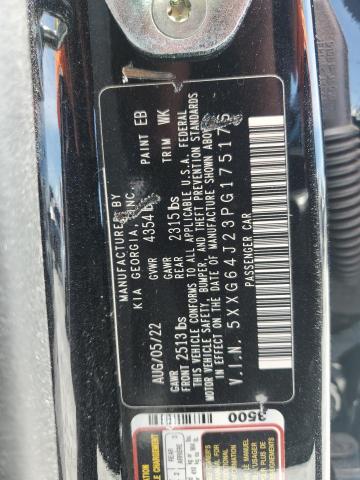 MANUFACTURED BY
KIA GEORGIA, INC.
AUG/05/22 GVWR 4354 PAINT EB
GAWR FRONT 2513 lbs GAWR REAR 2315 lbs TRIM WK
THIS VEHICLE CONFORMS TO ALL APPLICABLE U.S.A. FEDERAL
MOTOR VEHICLE SAFETY, BUMPER, AND THEFT PREVENTION STANDARDS
IN EFFECT ON THE DATE OF MANUFACTURE SHOWN ABOVE.
V.I.N. 5XXG64J23PG175175
PASSENGER CAR
3500